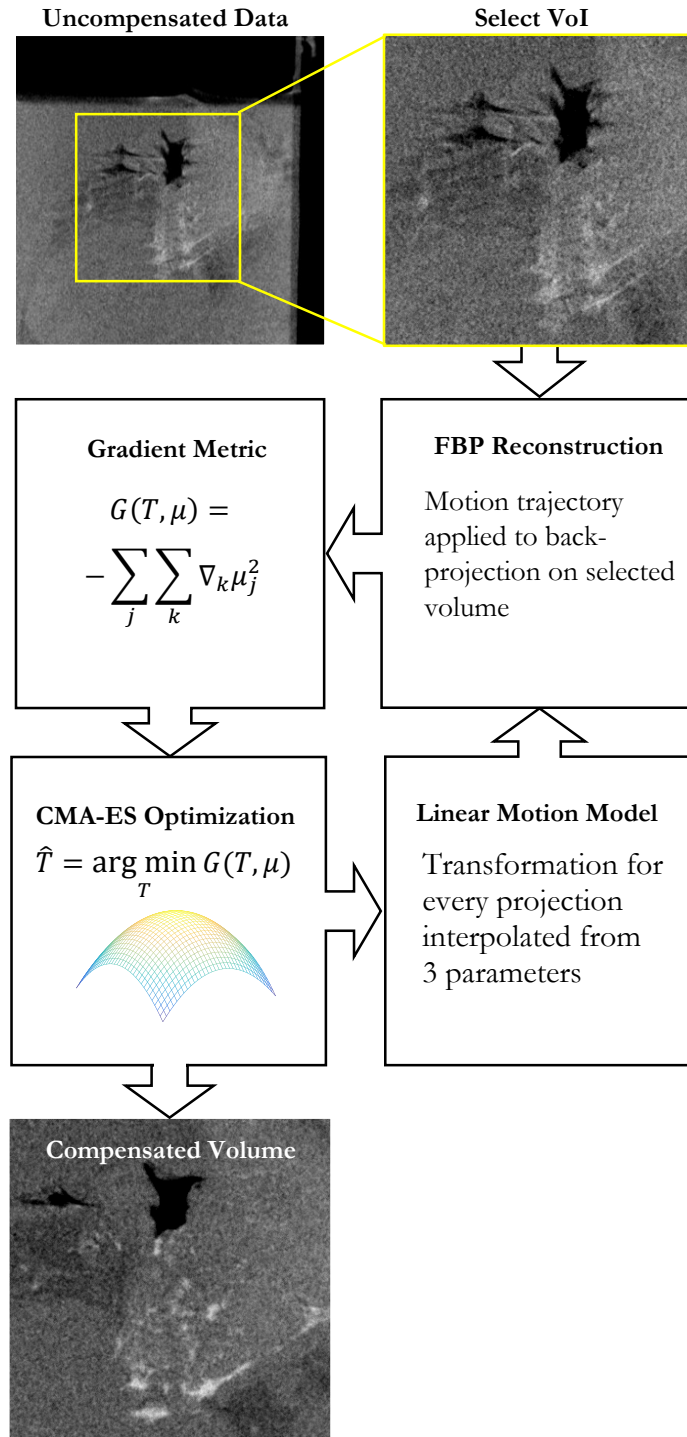 Uncompensated Data
Select VoI
Gradient Metric
G(T, μ) =
− ∑_j ∑_k ∇_k μ_j^2
FBP Reconstruction
Motion trajectory
applied to back-
projection on selected
volume
CMA-ES Optimization
T̂ = arg min G(T, μ)
T
Linear Motion Model
Transformation for
every projection
interpolated from
3 parameters
Compensated Volume